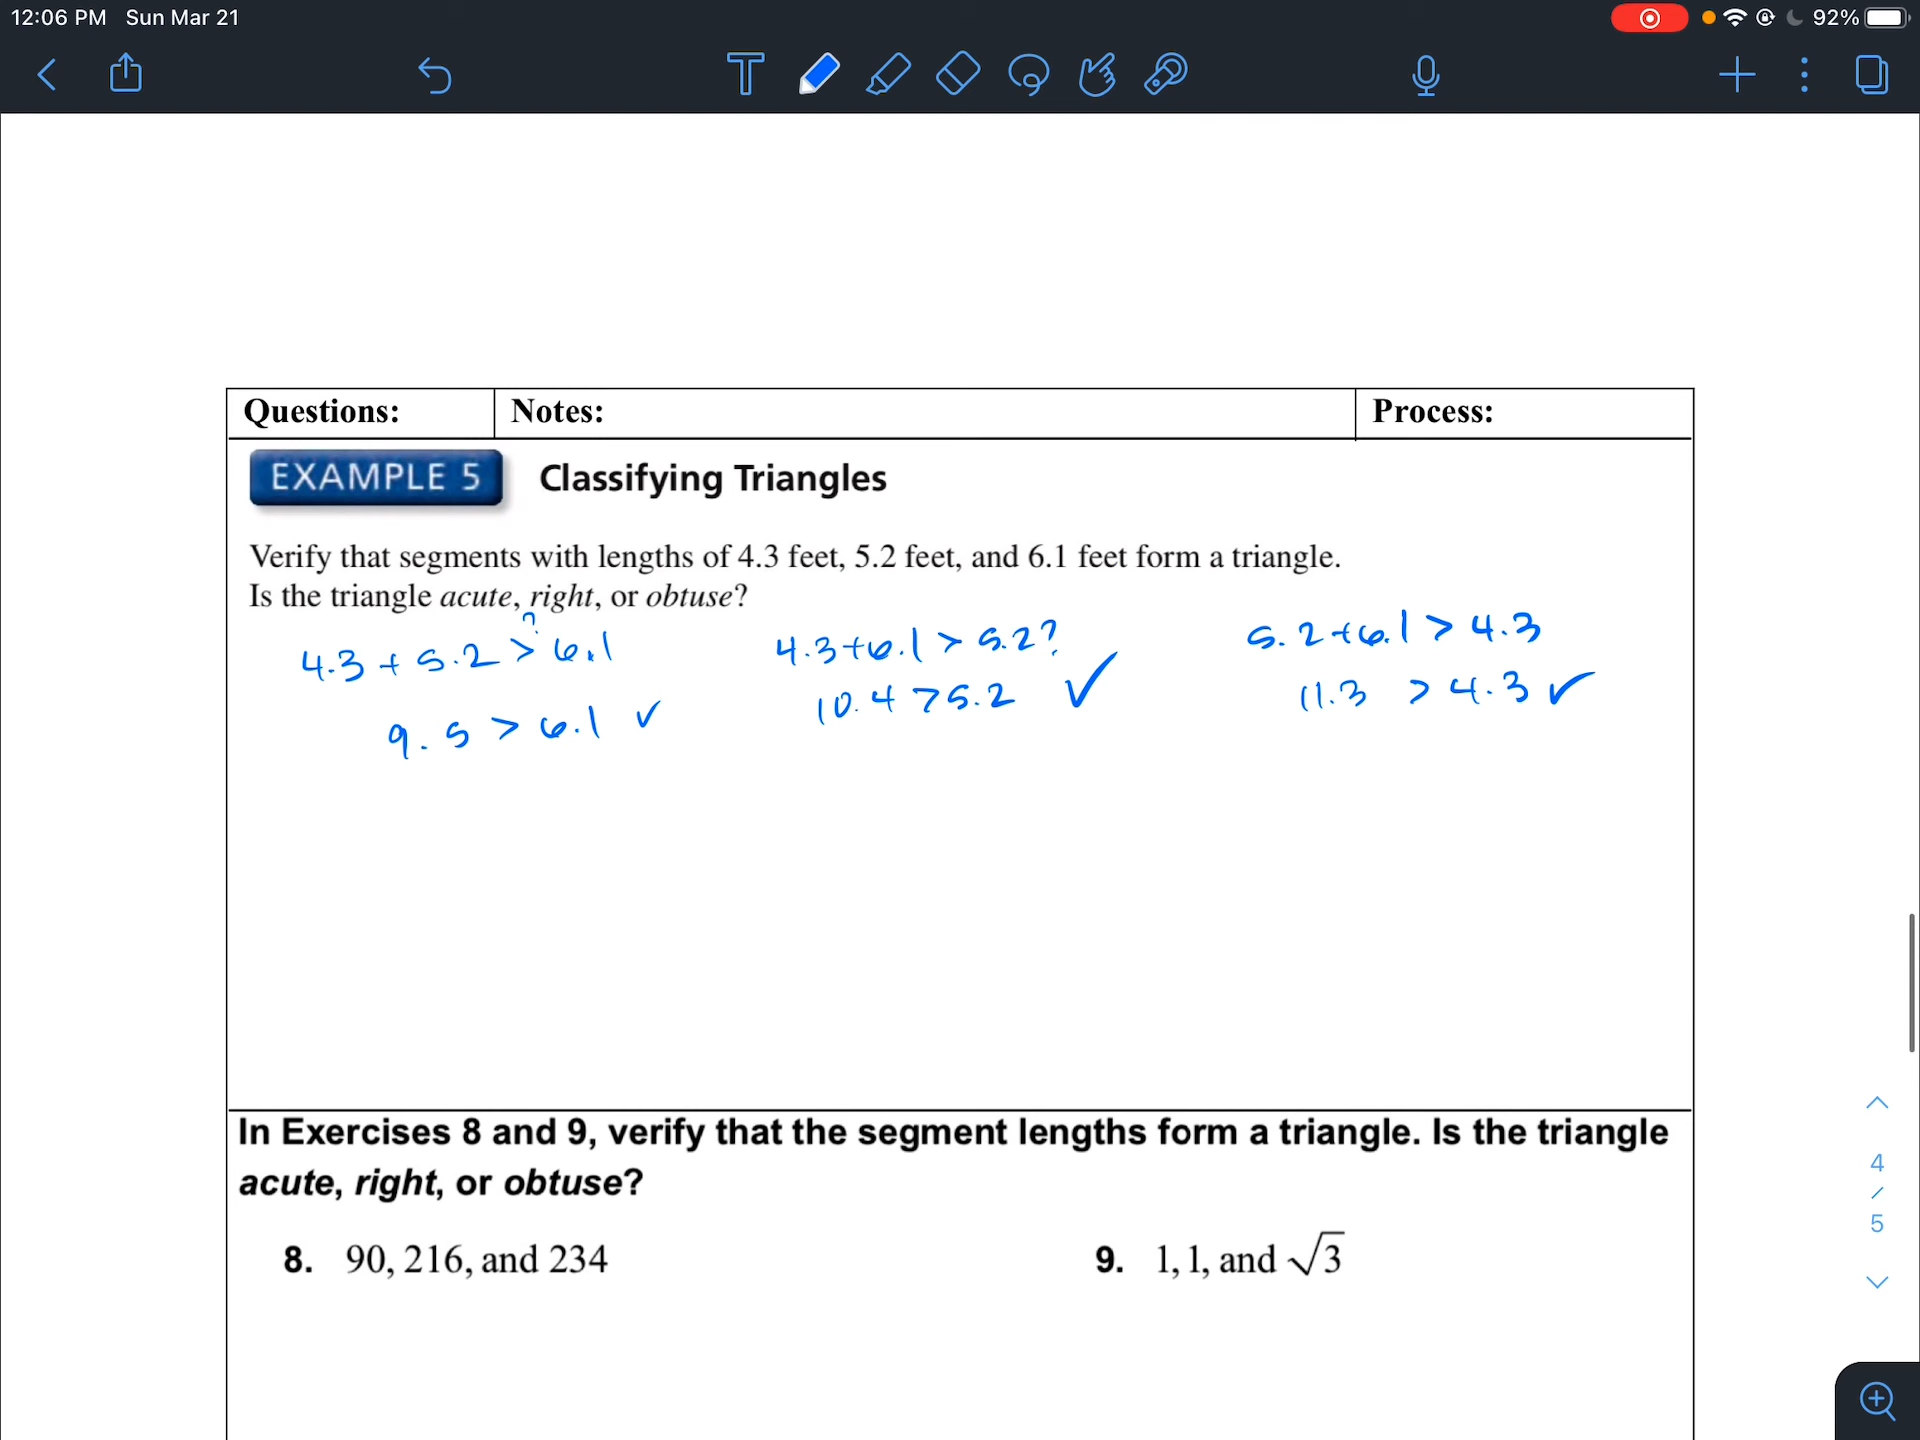 12:06 PM Sun Mar 21
92%
T
Questions: Notes: Process:
EXAMPLE 5 Classifying Triangles
Verify that segments with lengths of 4.3 feet, 5.2 feet, and 6.1 feet form a triangle.
Is the triangle acute, right, or obtuse?
?
4.3 + 5.2 > 6.1
9.5 > 6.1 ✓
4.3+6.1 > 5.2?
10.4 > 5.2 ✓
5.2+6.1 > 4.3
11.3 > 4.3 ✓
In Exercises 8 and 9, verify that the segment lengths form a triangle. Is the triangle
acute, right, or obtuse?
8. 90, 216, and 234
9. 1, 1, and √3
4
/
5